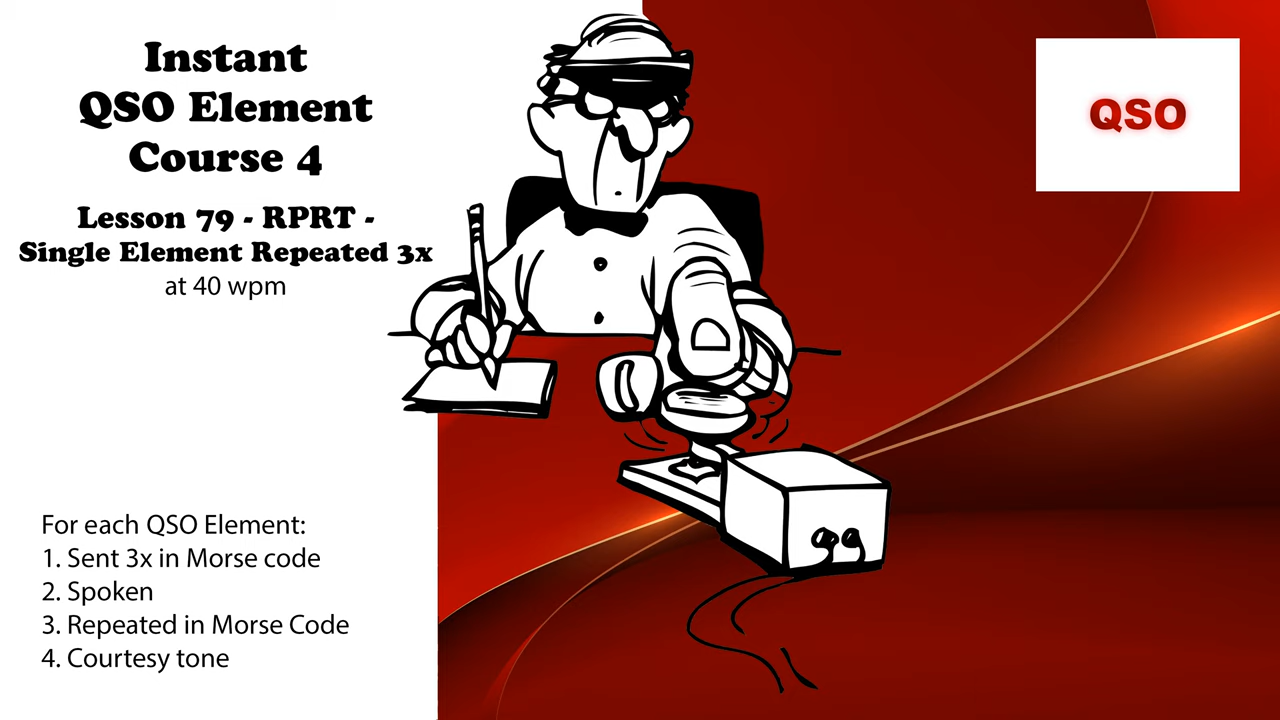 Instant
QSO Element
Course 4
Lesson 79 - RPRT -
Single Element Repeated 3x
at 40 wpm
QSO
For each QSO Element:
1. Sent 3x in Morse code
2. Spoken
3. Repeated in Morse Code
4. Courtesy tone